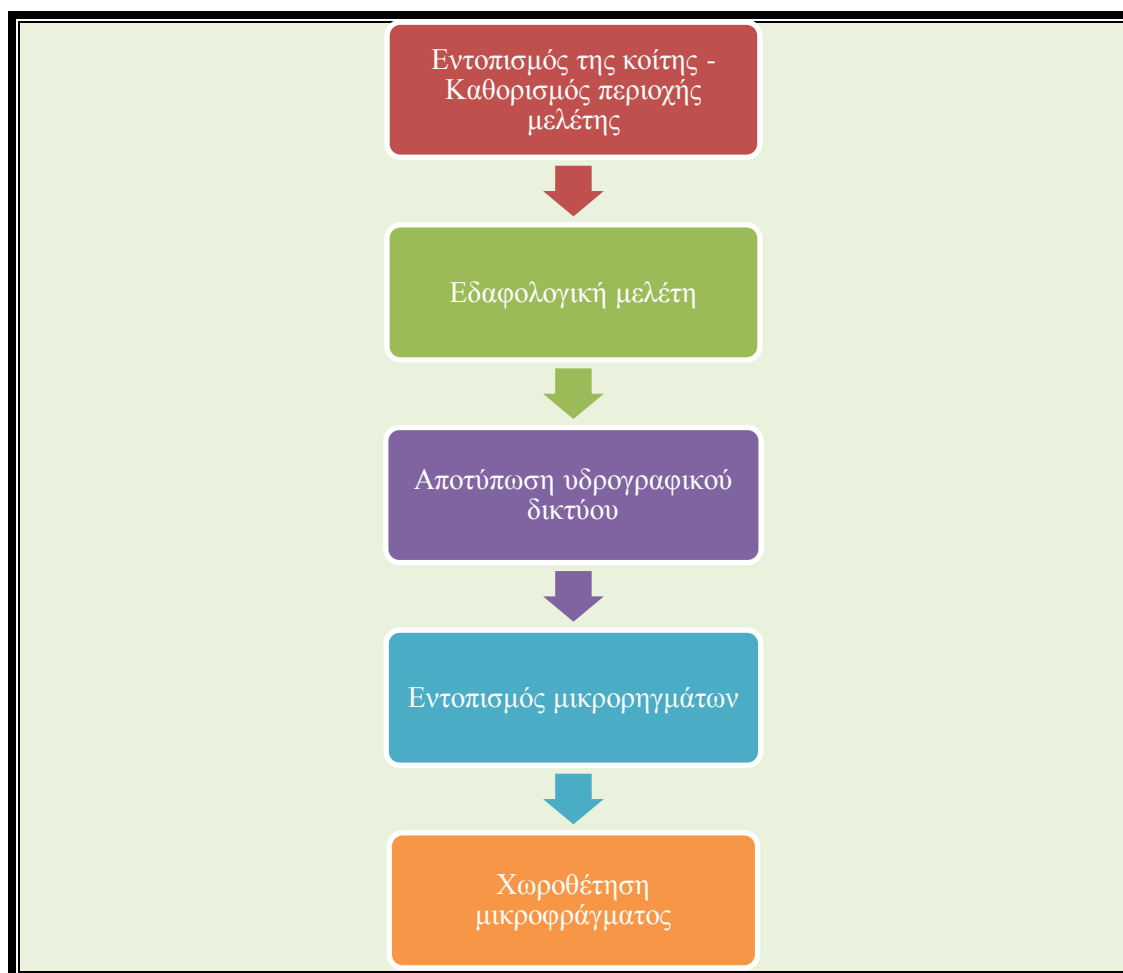 Εντοπισμός της κοίτης -
Καθορισμός περιοχής
μελέτης
Εδαφολογική μελέτη
Αποτύπωση υδρογραφικού
δικτύου
Εντοπισμός μικρορηγμάτων
Χωροθέτηση
μικροφράγματος